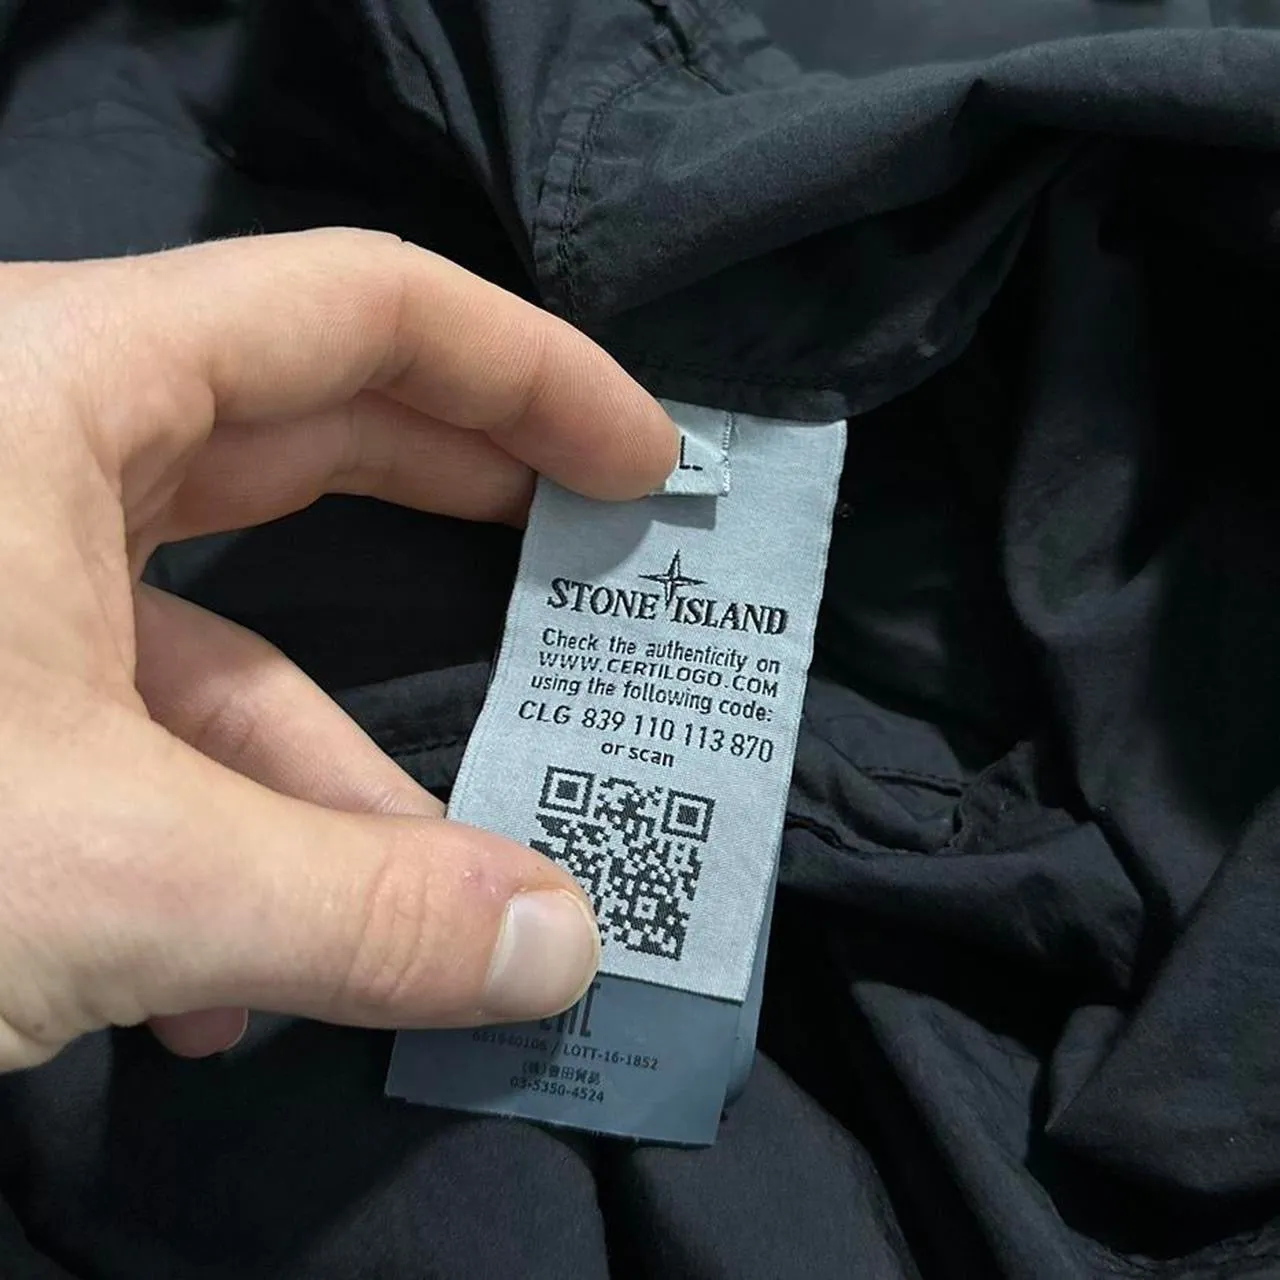 L
STONE ISLAND
Check the authenticity on
WWW.CERTILOGO.COM
using the following code:
CLG 839 110 113 870
or scan
/ LOTT-16-1852
03-5350-4524